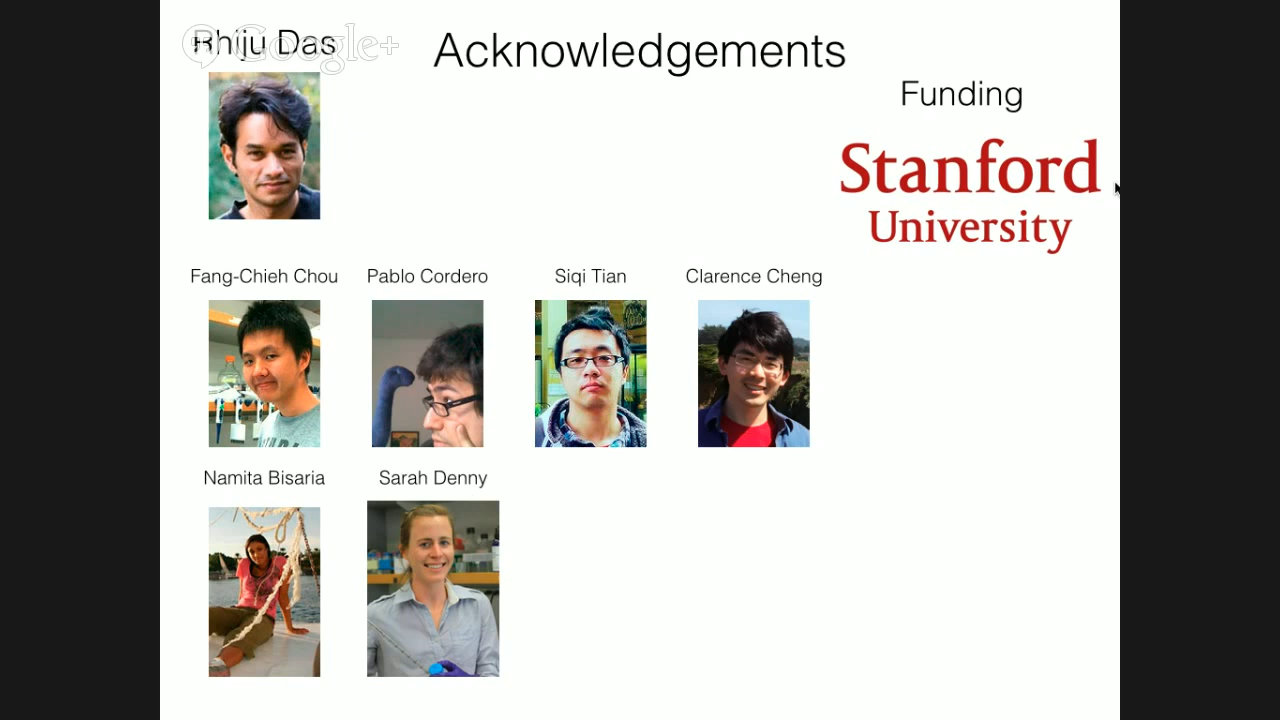 Rhiju Das
Google+
Acknowledgements
Funding
Stanford
University
Fang-Chieh Chou
Pablo Cordero
Siqi Tian
Clarence Cheng
Namita Bisaria
Sarah Denny